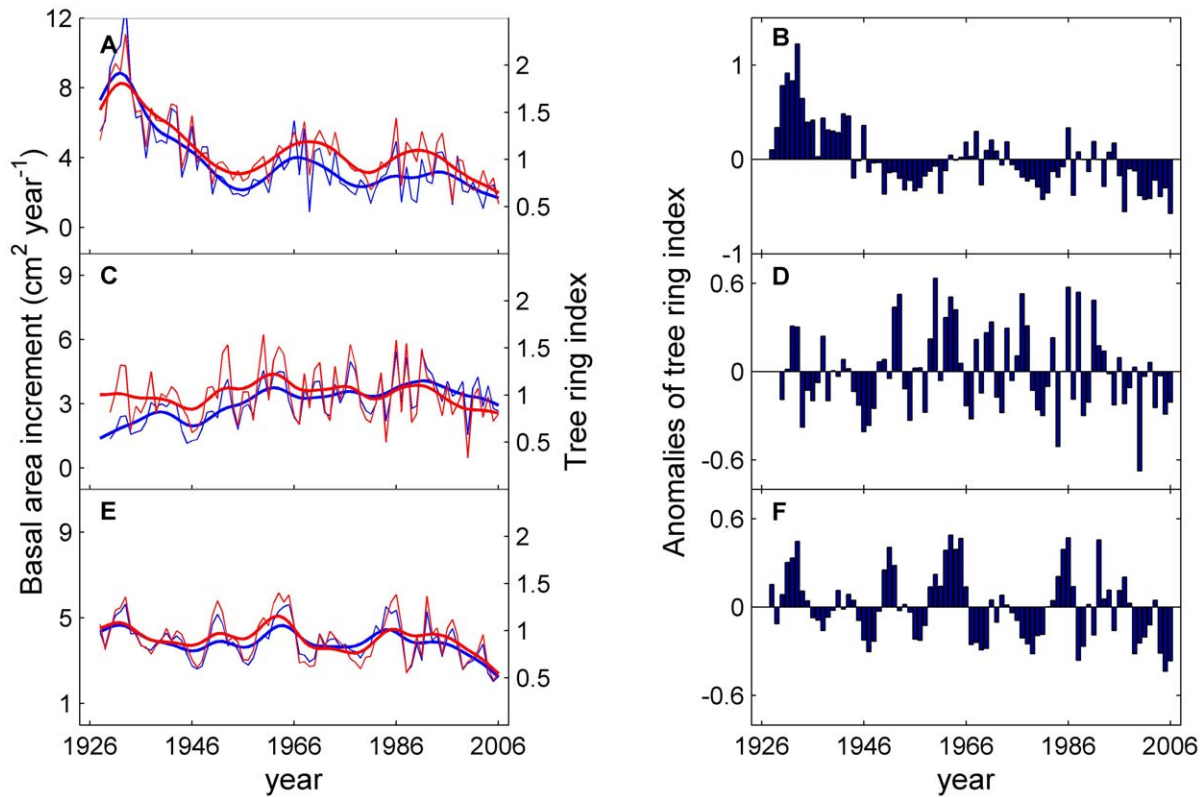 A
12
8
4
0
2
1.5
1
0.5
C
9
6
3
0
2
1.5
1
0.5
E
9
5
1
2
1.5
1
0.5
1926 1946 1966 1986 2006
year
Basal area increment (cm² year⁻¹)
Tree ring index
B
1
0
-1
D
0.6
0
-0.6
F
0.6
0
-0.6
1926 1946 1966 1986 2006
year
Anomalies of tree ring index